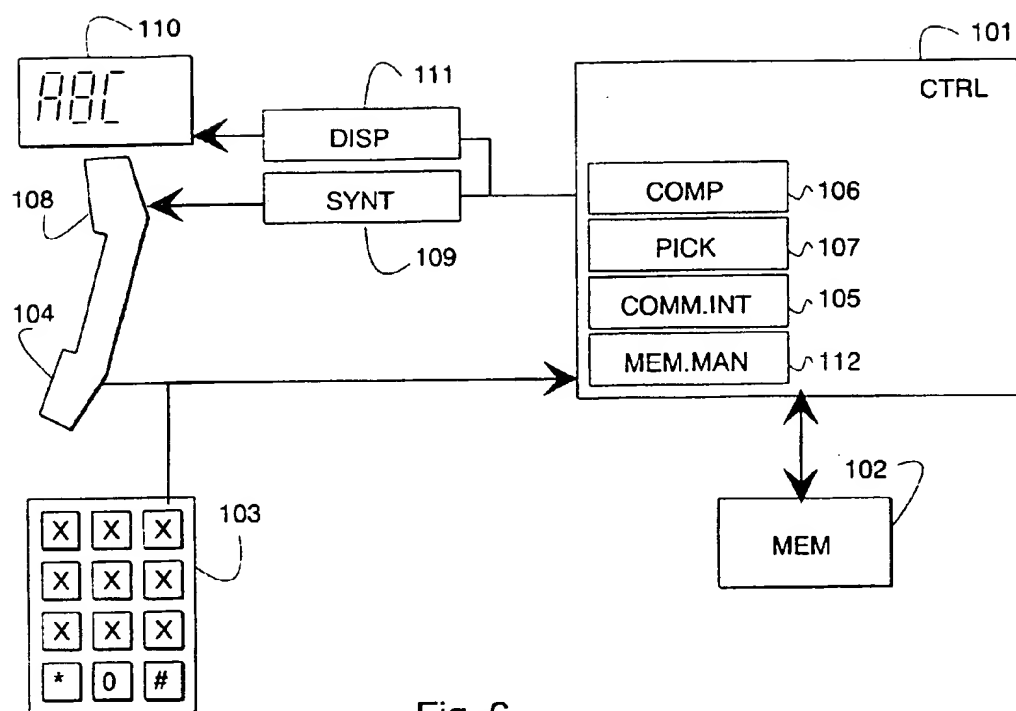 110
101
ABC
111
CTRL
DISP
108
SYNT
COMP
106
109
PICK
107
104
COMM.INT
105
MEM.MAN
112
102
103
X X X
MEM
X X X
X X X
* 0 #
Fig. 6